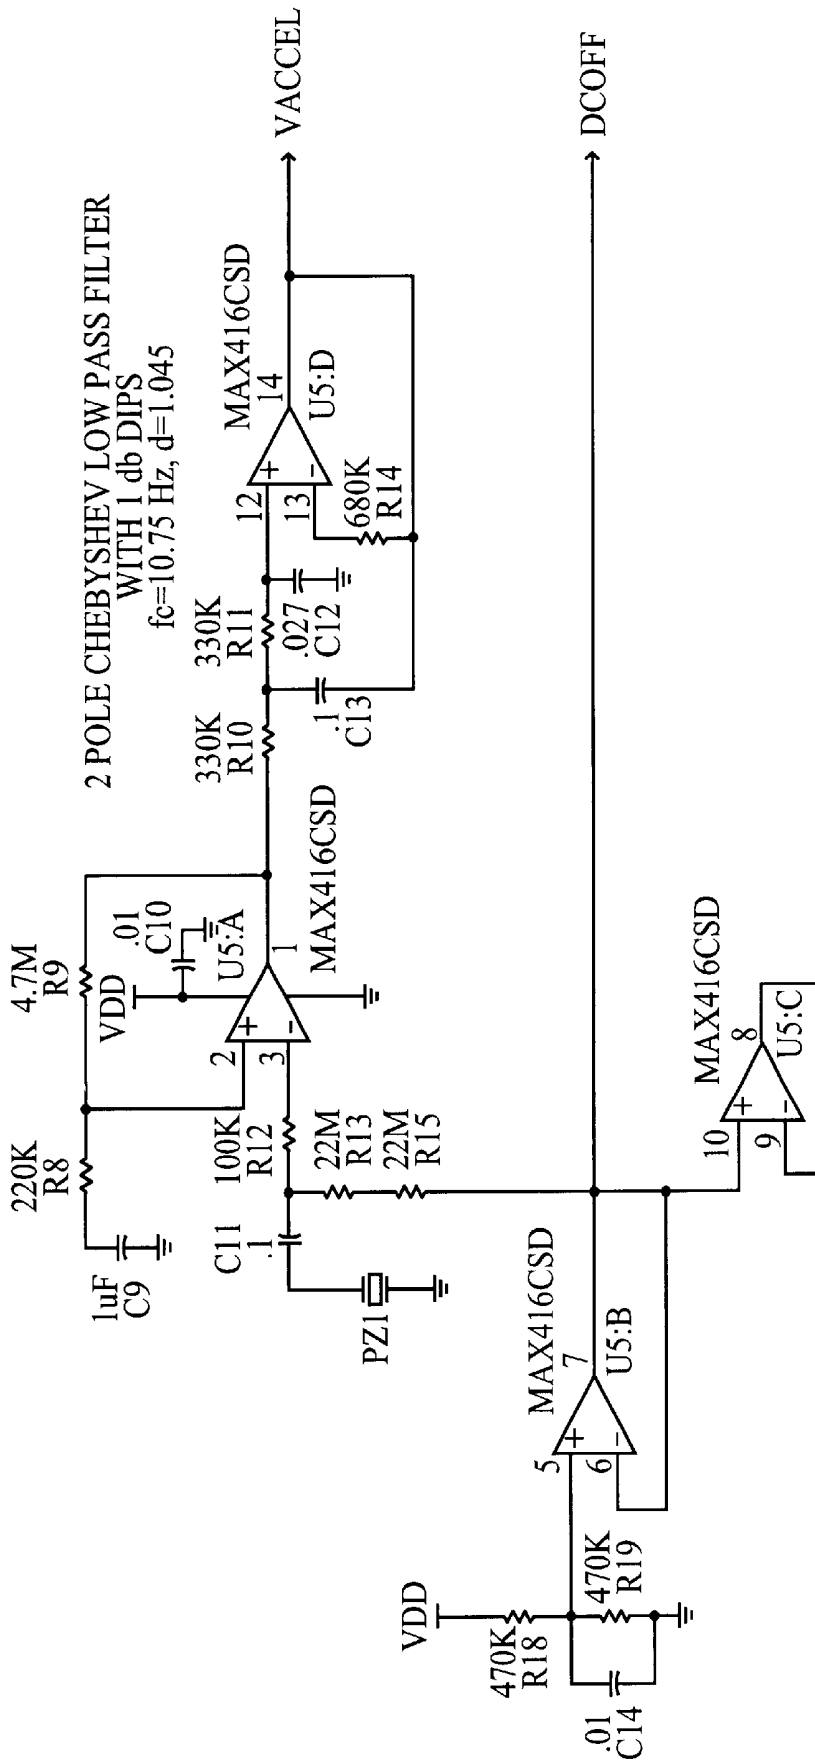 2 POLE CHEBYSHEV LOW PASS FILTER
WITH 1 db DIPS
fc=10.75 Hz, d=1.045
4.7M
R9
220K
R8
1uF
C9
VDD
.01
C10
U5:A
2
+
3
-
1
MAX416CSD
100K
R12
C11
.1
PZ1
22M
R13
22M
R15
330K
R10
330K
R11
.1
C13
.027
C12
MAX416CSD
12
+
13
-
14
U5:D
680K
R14
VACCEL
VDD
470K
R18
470K
R19
.01
C14
MAX416CSD
5
+
6
-
7
U5:B
DCOFF
MAX416CSD
10
+
9
-
8
U5:C